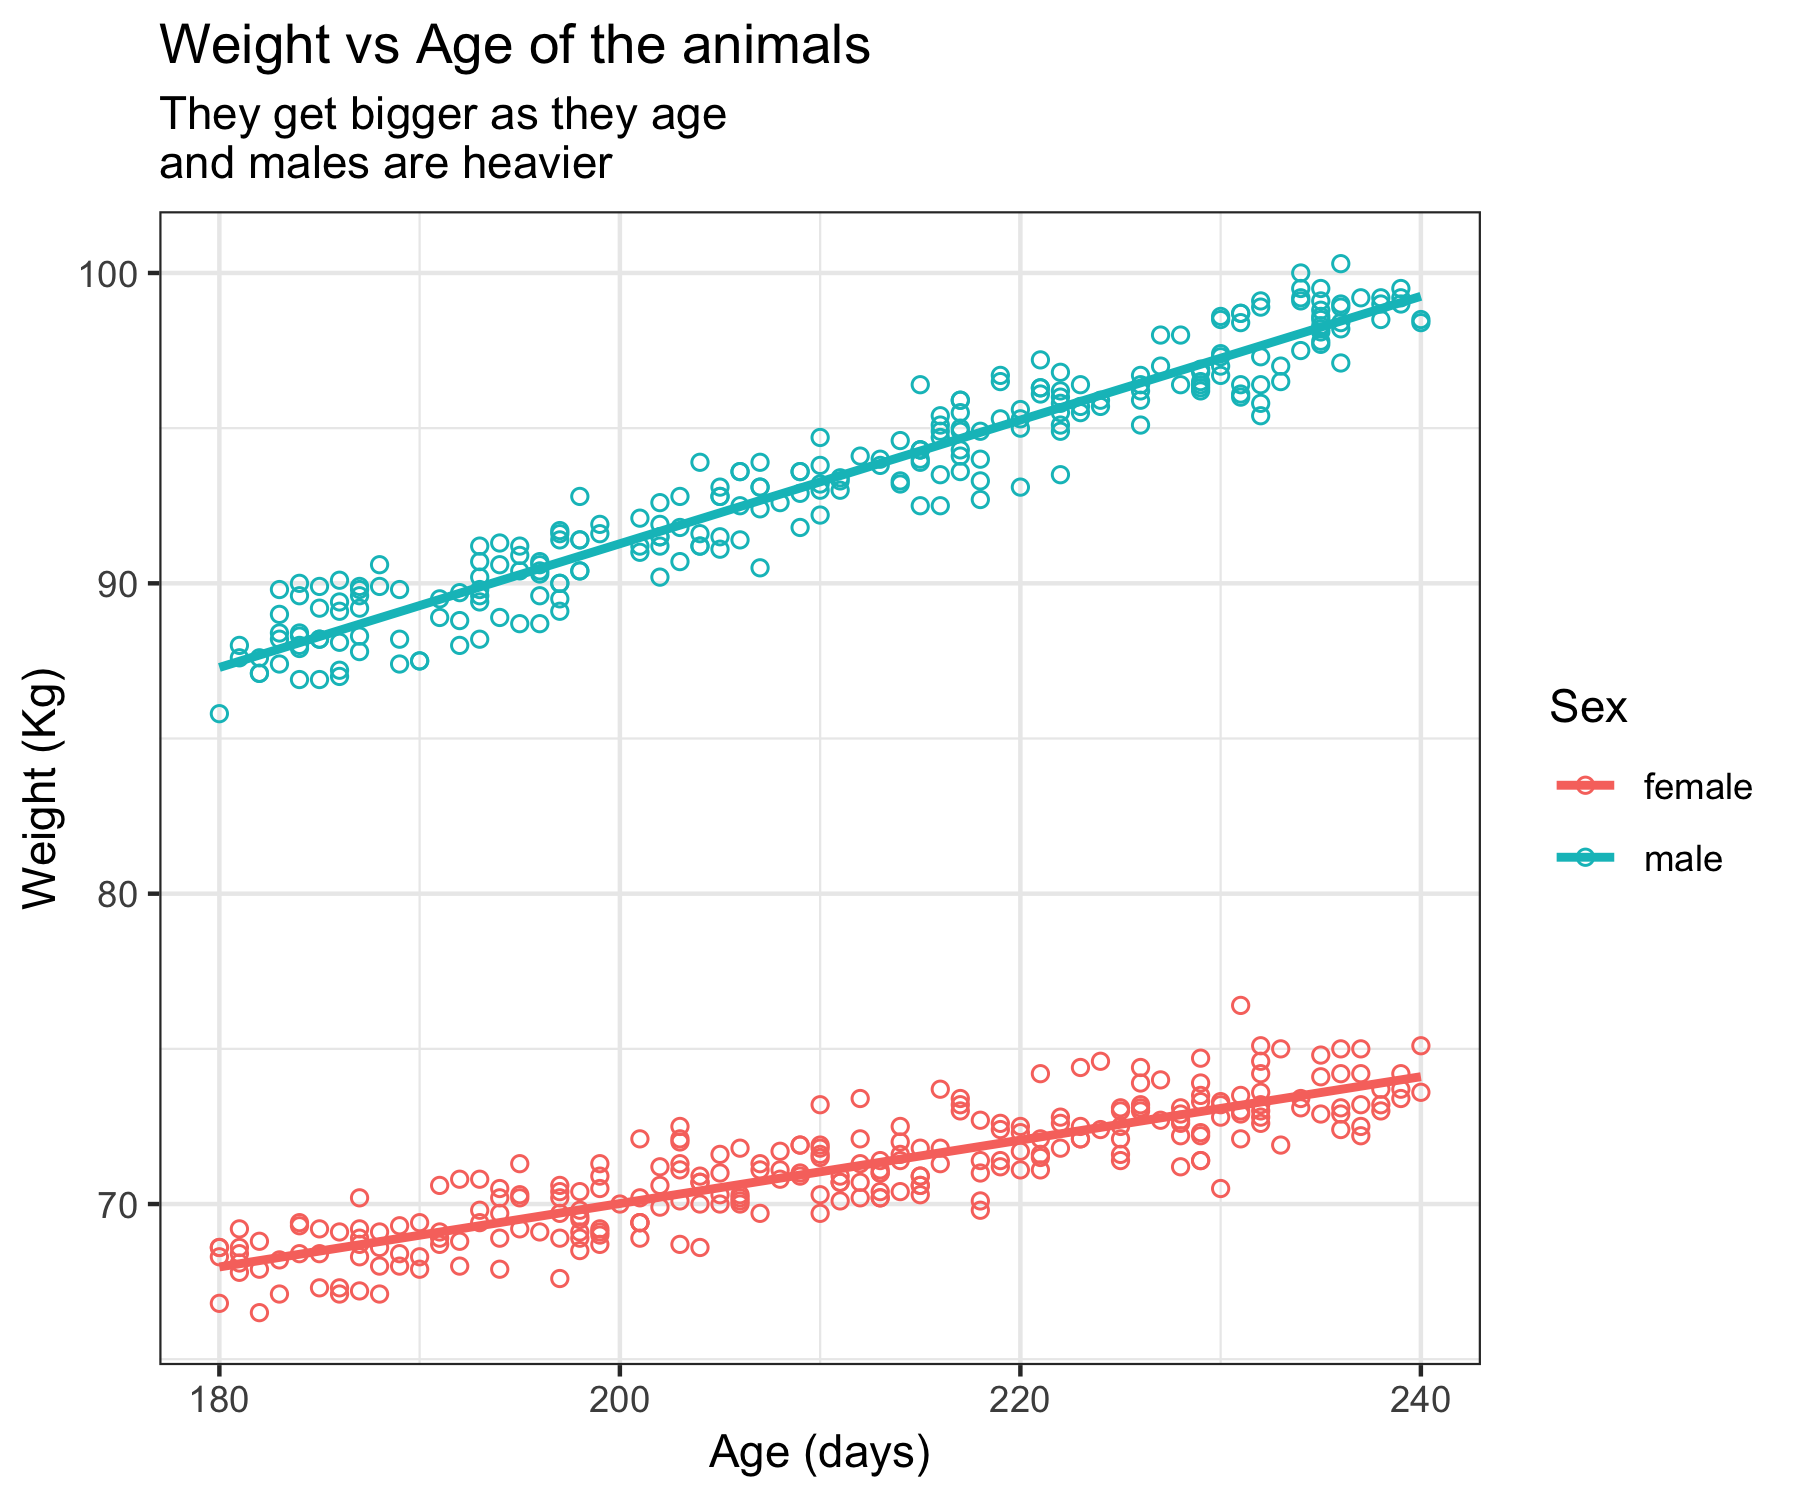 Weight vs Age of the animals
They get bigger as they age
and males are heavier
Weight (Kg)
100
90
80
70
180
200
220
240
Age (days)
Sex
female
male